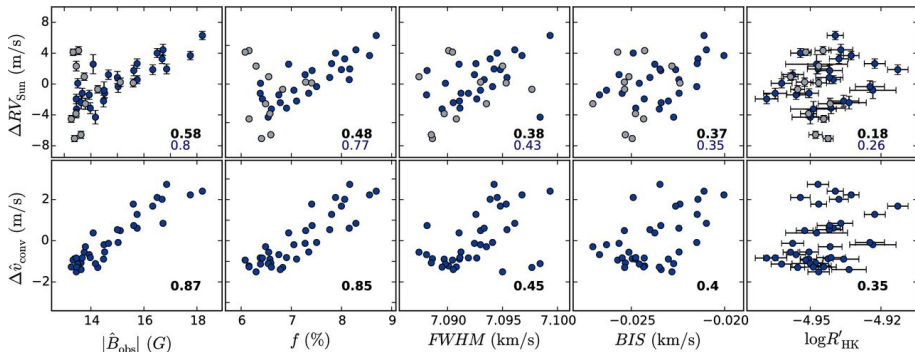 8
4
0
−4
−8
ΔRV_Sun (m/s)
0.58
0.8
0.48
0.77
0.38
0.43
0.37
0.35
0.18
0.26
2
0
−2
Δv̂_conv (m/s)
0.87
0.85
0.45
0.4
0.35
14 16 18
6 7 8 9
7.090 7.095 7.100
−0.025 −0.020
−4.95 −4.92
|B̂_obs| (G)
f (%)
FWHM (km/s)
BIS (km/s)
logR′_HK